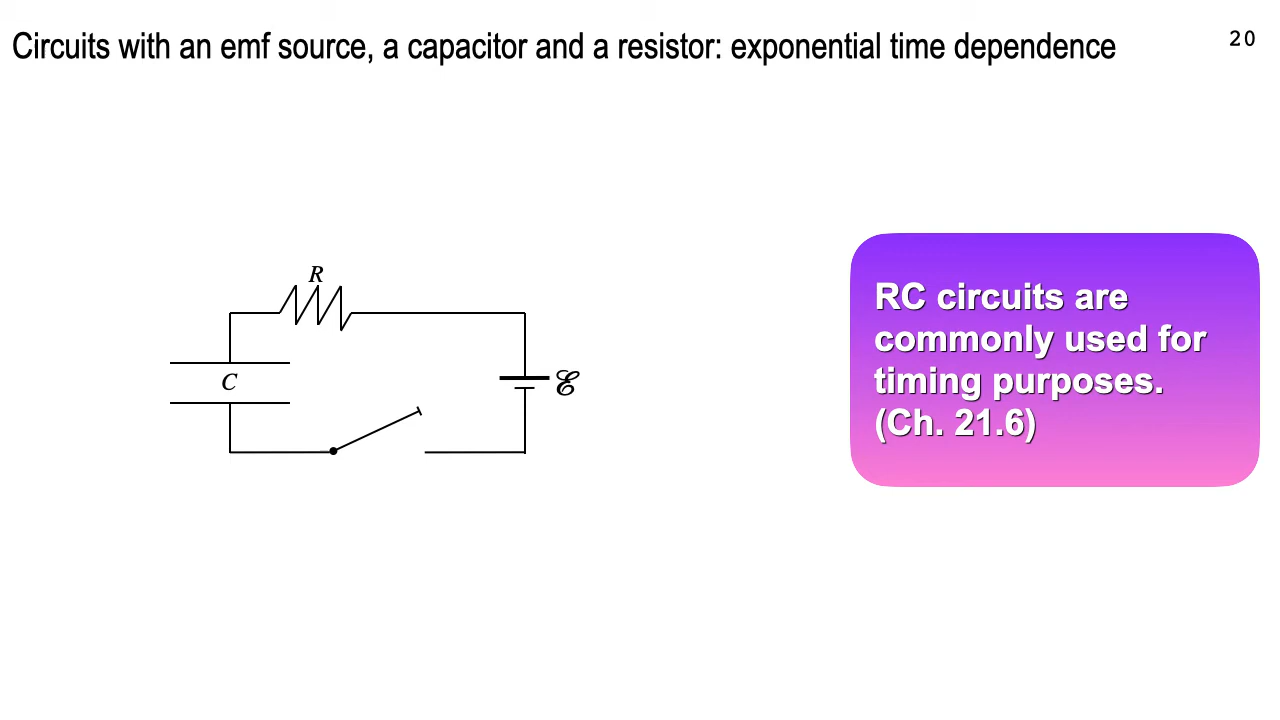 Circuits with an emf source, a capacitor and a resistor: exponential time dependence
20
R
C
ℰ
RC circuits are
commonly used for
timing purposes.
(Ch. 21.6)